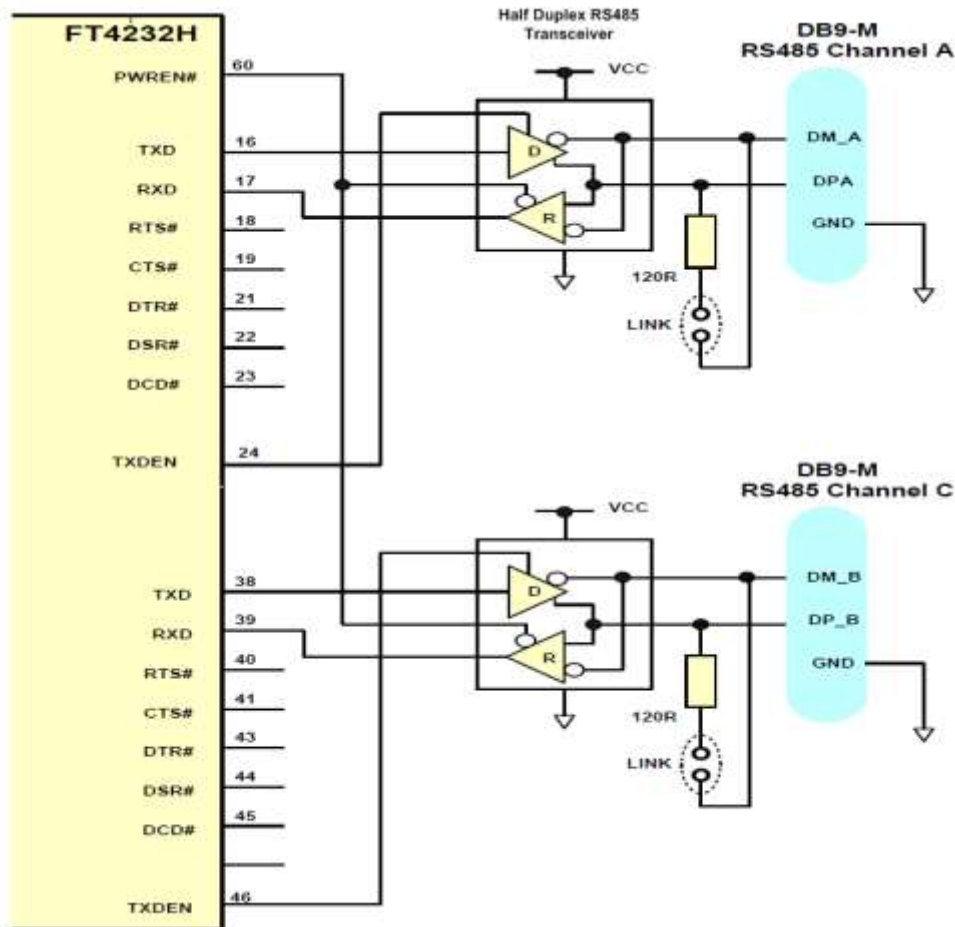 FT4232H
PWREN#
60
TXD
16
RXD
17
RTS#
18
CTS#
19
DTR#
21
DSR#
22
DCD#
23
TXDEN
24
TXD
38
RXD
39
RTS#
40
CTS#
41
DTR#
43
DSR#
44
DCD#
45
TXDEN
46
Half Duplex RS485
Transceiver
VCC
D
R
120R
LINK
DB9-M
RS485 Channel A
DM_A
DPA
GND
VCC
D
R
120R
LINK
DB9-M
RS485 Channel C
DM_B
DP_B
GND